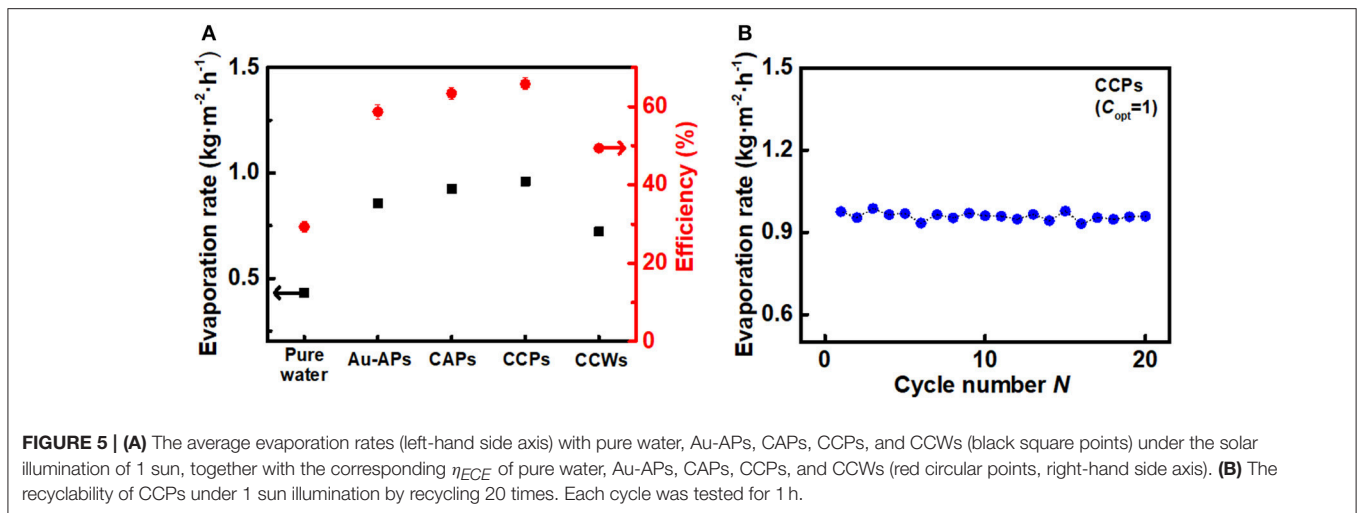 A
Evaporation rate (kg·m-2·h-1)
1.5
1.0
0.5
Pure
water
Au-APs
CAPs
CCPs
CCWs
60
40
20
0
Efficiency (%)
B
Evaporation rate (kg·m-2·h-1)
1.5
1.2
0.9
0.6
CCPs
(Copt=1)
0
10
20
Cycle number N
FIGURE 5 | (A) The average evaporation rates (left-hand side axis) with pure water, Au-APs, CAPs, CCPs, and CCWs (black square points) under the solar
illumination of 1 sun, together with the corresponding ηECE of pure water, Au-APs, CAPs, CCPs, and CCWs (red circular points, right-hand side axis). (B) The
recyclability of CCPs under 1 sun illumination by recycling 20 times. Each cycle was tested for 1 h.